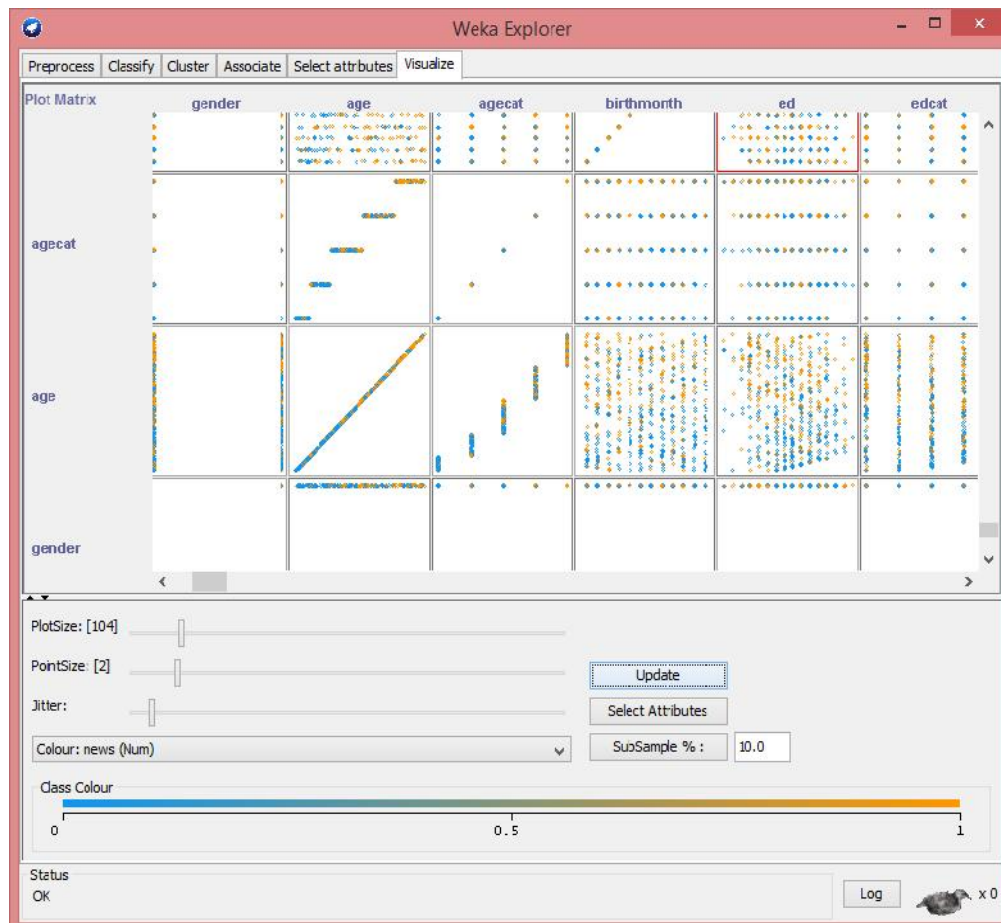 Weka Explorer
Preprocess Classify Cluster Associate Select attributes Visualize
Plot Matrix gender age agecat birthmonth ed edcat
agecat
age
gender
PlotSize: [104]
PointSize: [2]
Update
Jitter:
Select Attributes
Colour: news (Num)
SubSample % : 10.0
Class Colour
0 0.5 1
Status
OK
Log x 0